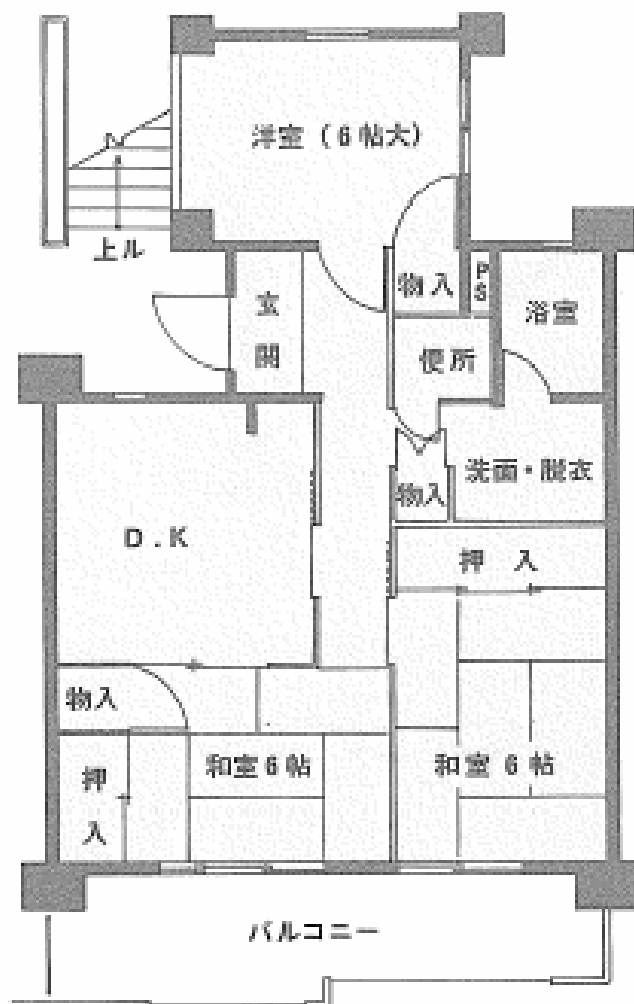 洋室(6帖大)
上ル
玄関
物入
PS
浴室
便所
洗面・脱衣
物入
D.K
押入
物入
和室6帖
和室6帖
押入
バルコニー